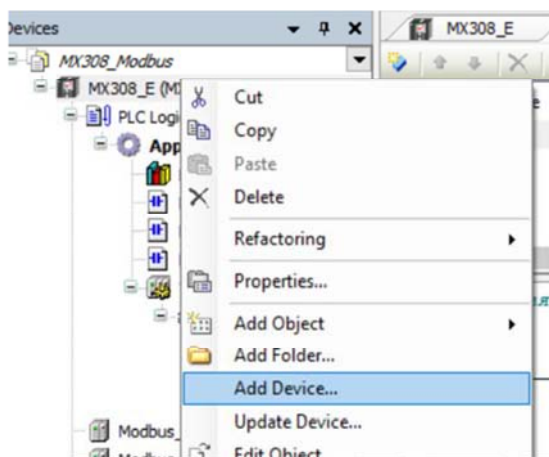 Devices
MX308_E
MX308_Modbus
MX308_E (M
PLC Logi
App
Cut
Copy
Paste
Delete
Refactoring
Properties...
Add Object
Add Folder...
Add Device...
Update Device...
Edit Object
Modbus_
Modbus